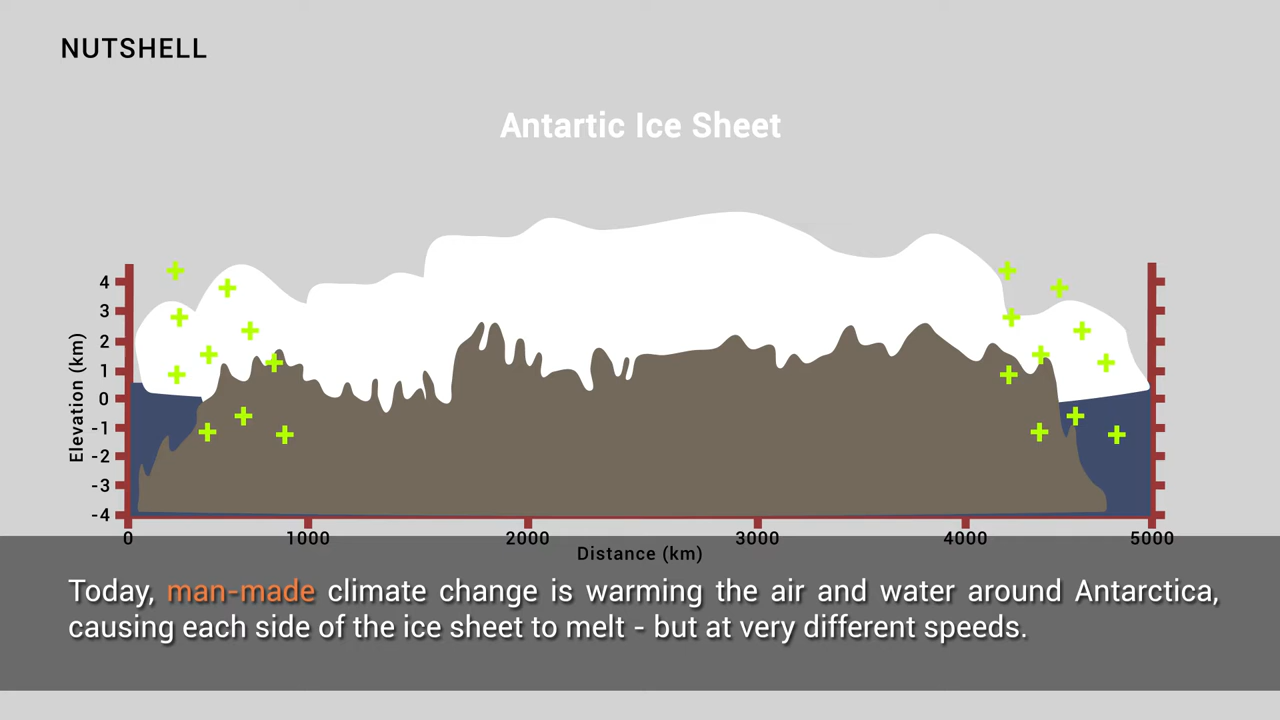 NUTSHELL
Antartic Ice Sheet
4
3
2
1
0
-1
-2
-3
-4
Elevation (km)
0 1000 2000 3000 4000 5000
Distance (km)
Today, man-made climate change is warming the air and water around Antarctica,
causing each side of the ice sheet to melt - but at very different speeds.